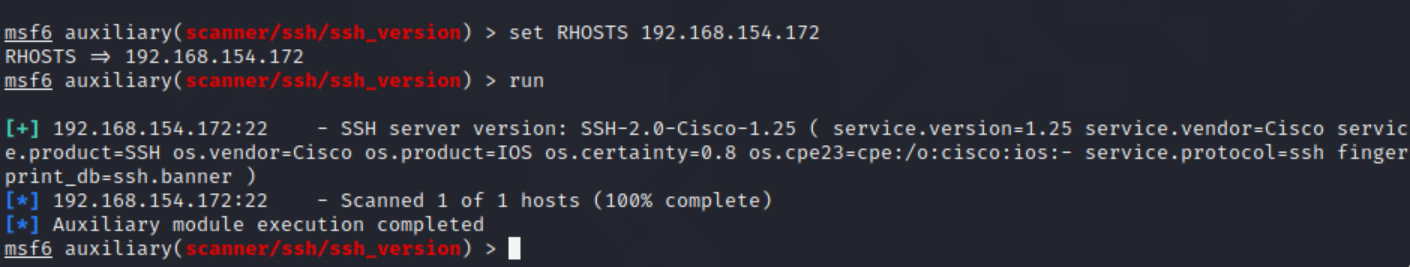 msf6 auxiliary(scanner/ssh/ssh_version) > set RHOSTS 192.168.154.172
RHOSTS ⇒ 192.168.154.172
msf6 auxiliary(scanner/ssh/ssh_version) > run
[+] 192.168.154.172:22    - SSH server version: SSH-2.0-Cisco-1.25 ( service.version=1.25 service.vendor=Cisco servic
e.product=SSH os.vendor=Cisco os.product=IOS os.certainty=0.8 os.cpe23=cpe:/o:cisco:ios:- service.protocol=ssh finger
print_db=ssh.banner )
[*] 192.168.154.172:22    - Scanned 1 of 1 hosts (100% complete)
[*] Auxiliary module execution completed
msf6 auxiliary(scanner/ssh/ssh_version) >